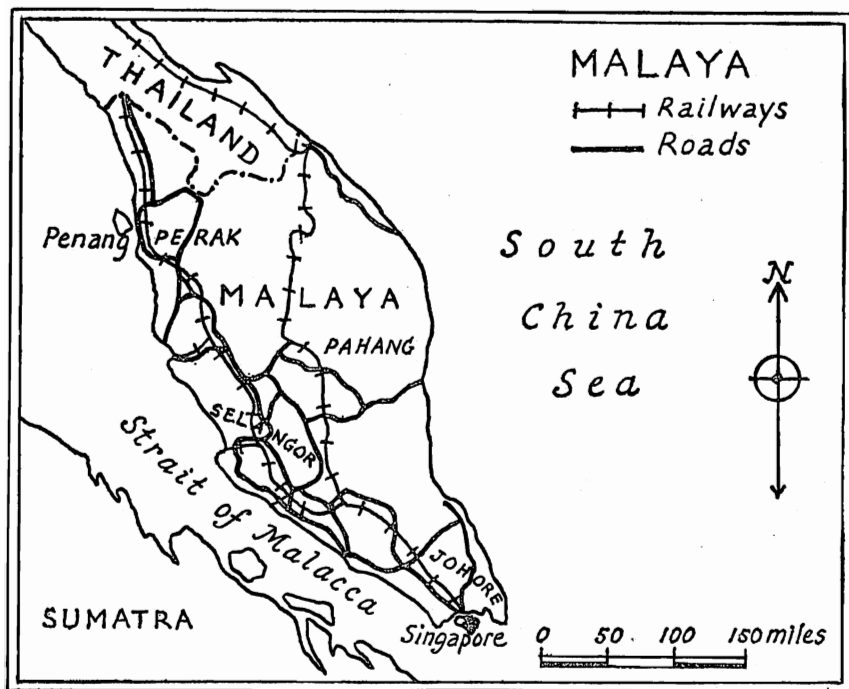 MALAYA
Railways
Roads
THAILAND
Penang
PERAK
MALAYA
PAHANG
South
China
Sea
N
SELANGOR
Strait of Malacca
JOHORE
SUMATRA
Singapore
0 50 100 150 miles